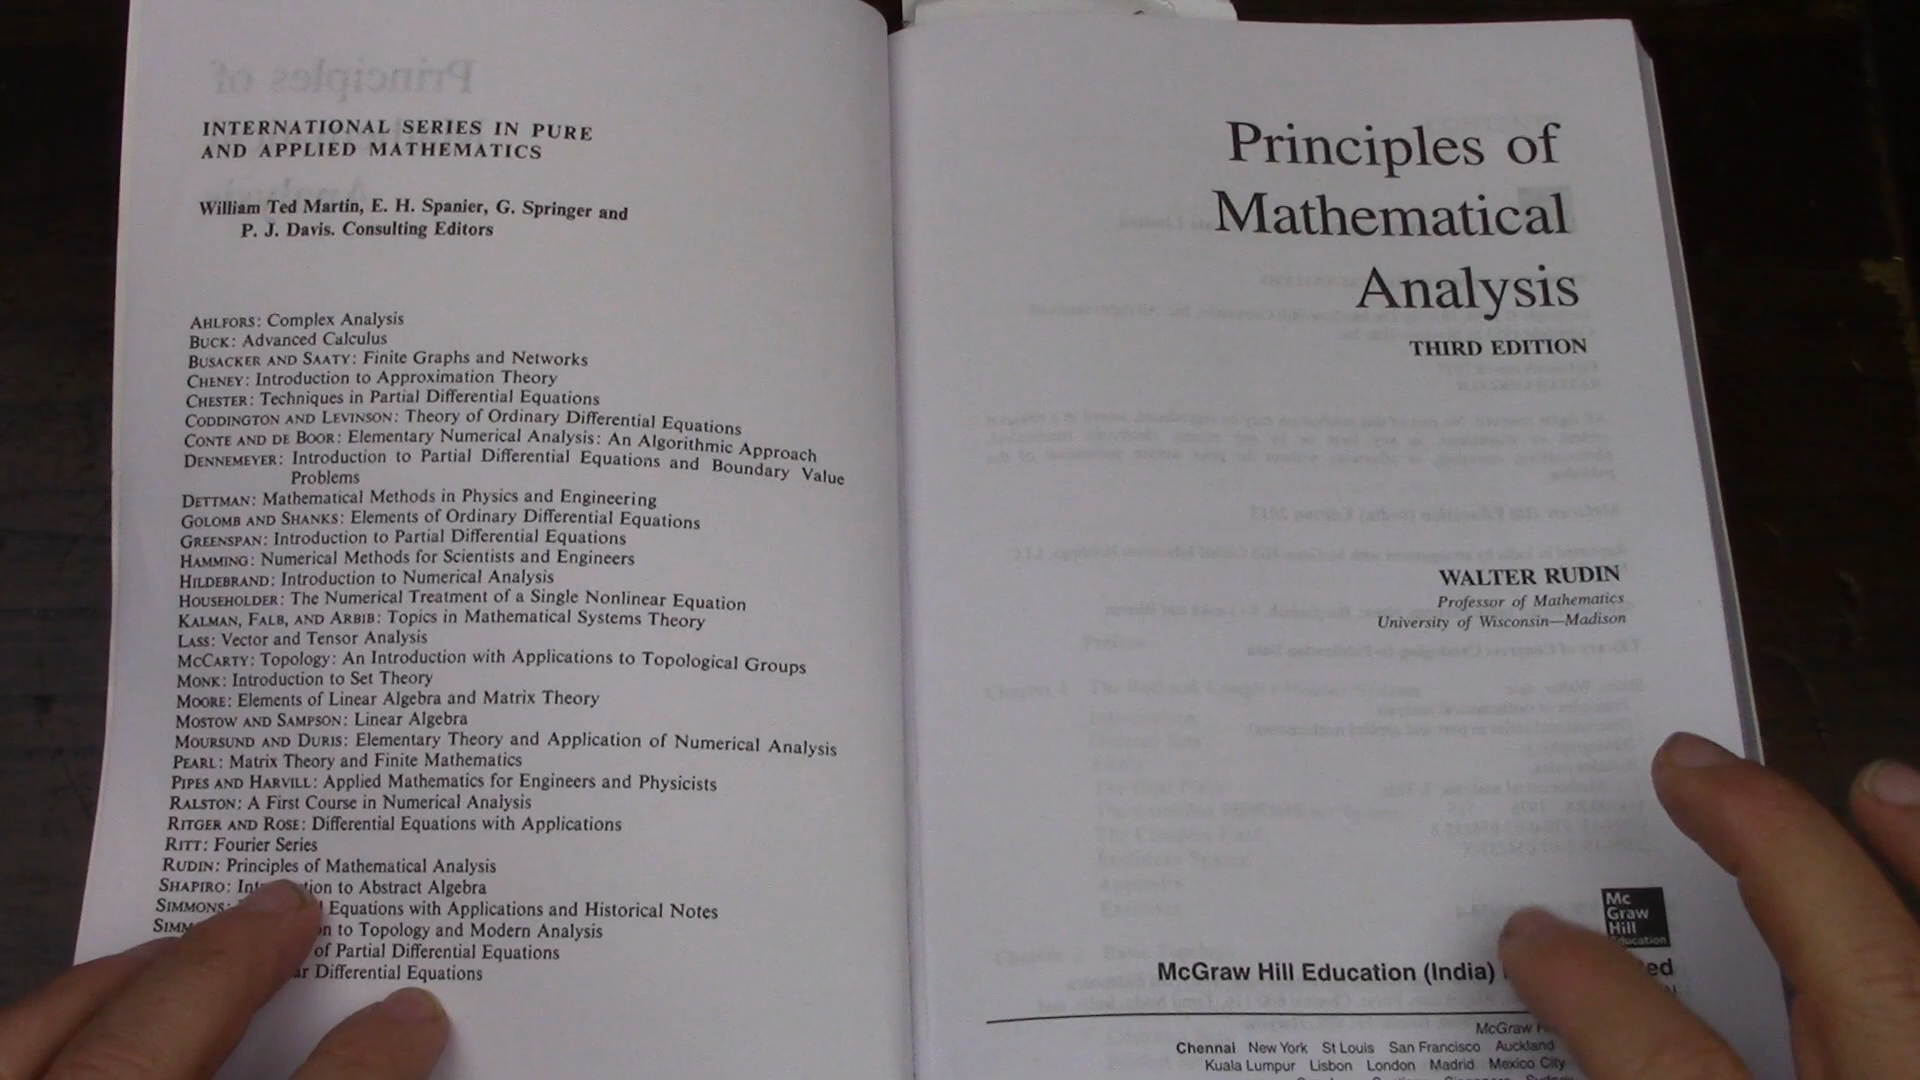 INTERNATIONAL SERIES IN PURE
AND APPLIED MATHEMATICS
William Ted Martin, E. H. Spanier, G. Springer and
P. J. Davis. Consulting Editors
AHLFORS: Complex Analysis
BUCK: Advanced Calculus
BUSACKER AND SAATY: Finite Graphs and Networks
CHENEY: Introduction to Approximation Theory
CHESTER: Techniques in Partial Differential Equations
CODDINGTON AND LEVINSON: Theory of Ordinary Differential Equations
CONTE AND DE BOOR: Elementary Numerical Analysis: An Algorithmic Approach
DENNEMEYER: Introduction to Partial Differential Equations and Boundary Value
Problems
DETTMAN: Mathematical Methods in Physics and Engineering
GOLOMB AND SHANKS: Elements of Ordinary Differential Equations
GREENSPAN: Introduction to Partial Differential Equations
HAMMING: Numerical Methods for Scientists and Engineers
HILDEBRAND: Introduction to Numerical Analysis
HOUSEHOLDER: The Numerical Treatment of a Single Nonlinear Equation
KALMAN, FALB, AND ARBIB: Topics in Mathematical Systems Theory
LASS: Vector and Tensor Analysis
MCCARTY: Topology: An Introduction with Applications to Topological Groups
MONK: Introduction to Set Theory
MOORE: Elements of Linear Algebra and Matrix Theory
MOSTOW AND SAMPSON: Linear Algebra
MOURSUND AND DURIS: Elementary Theory and Application of Numerical Analysis
PEARL: Matrix Theory and Finite Mathematics
PIPES AND HARVILL: Applied Mathematics for Engineers and Physicists
RALSTON: A First Course in Numerical Analysis
RITGER AND ROSE: Differential Equations with Applications
RITT: Fourier Series
RUDIN: Principles of Mathematical Analysis
SHAPIRO: to Abstract Algebra
SIMMONS: Equations with Applications and Historical Notes
to Topology and Modern Analysis
of Partial Differential Equations
Differential Equations
Principles of
Mathematical
Analysis
THIRD EDITION
WALTER RUDIN
Professor of Mathematics
University of Wisconsin—Madison
Mc
Graw
Hill
Education
McGraw Hill Education (India)
McGraw
Chennai New York St Louis San Francisco Auckland
Kuala Lumpur Lisbon London Madrid Mexico City